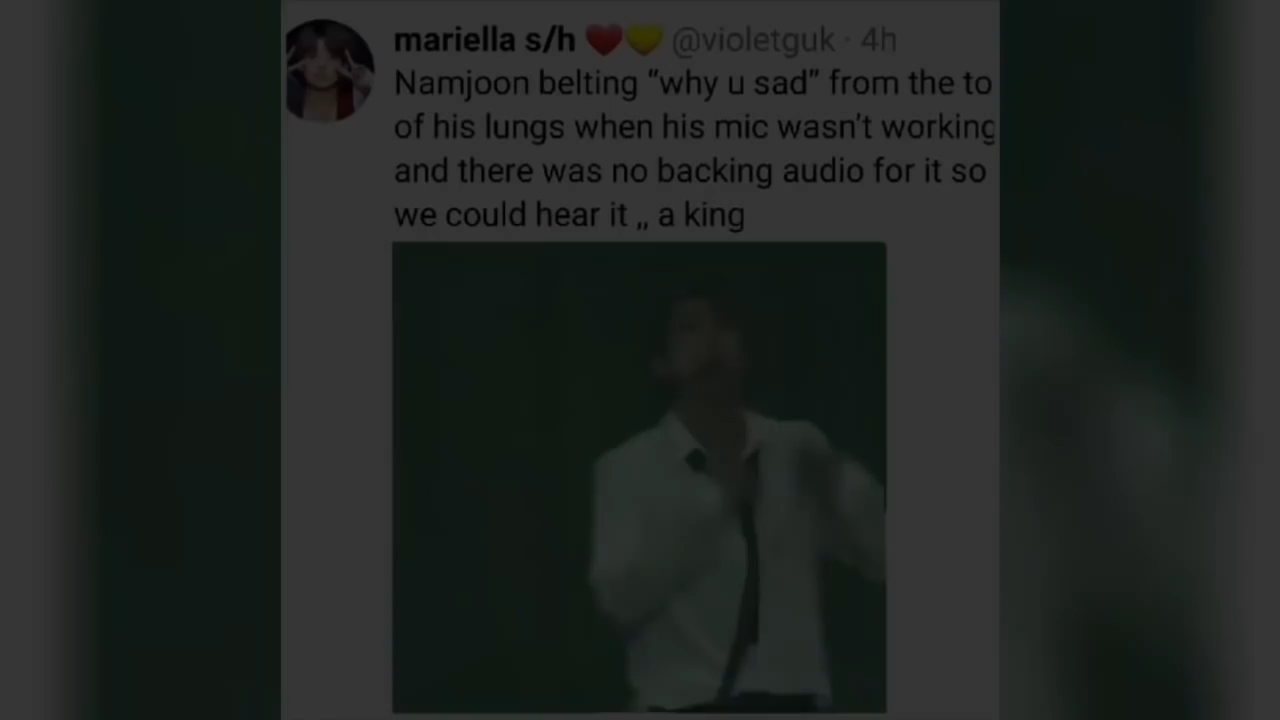 mariella s/h ❤️💛 @violetguk · 4h
Namjoon belting “why u sad” from the to
of his lungs when his mic wasn’t working
and there was no backing audio for it so
we could hear it ,, a king